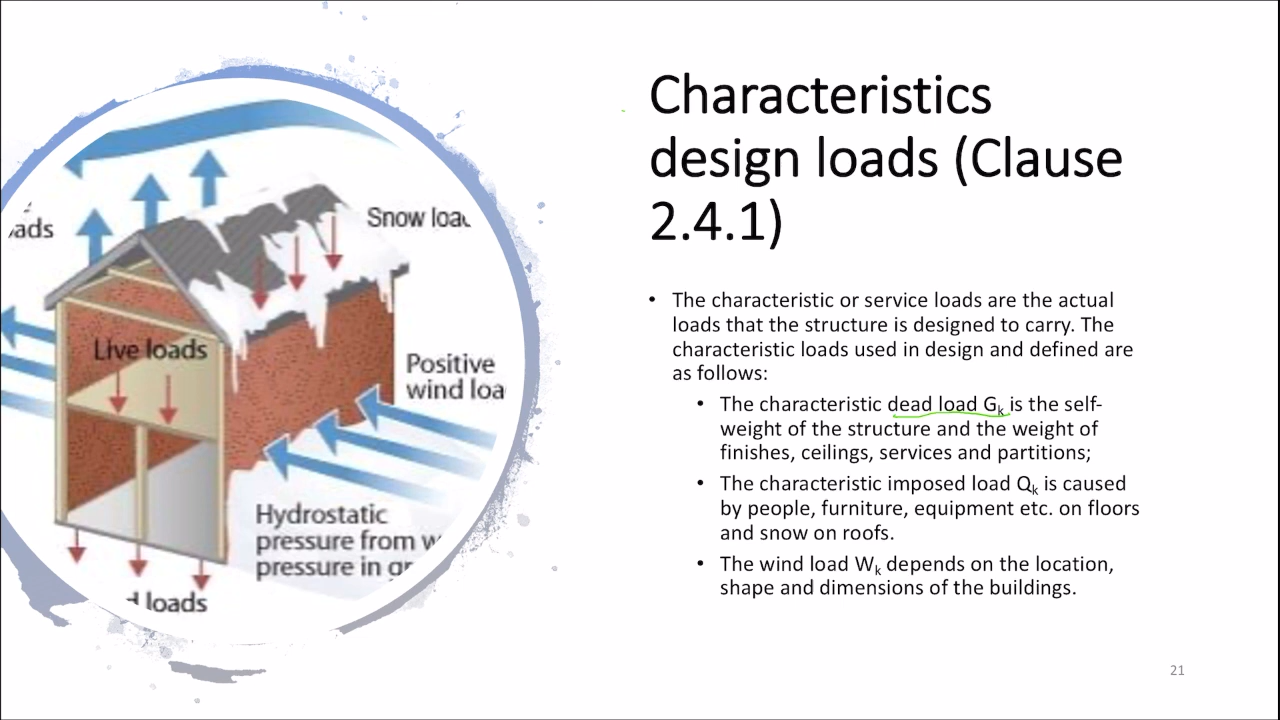 Characteristics
design loads (Clause
2.4.1)
• The characteristic or service loads are the actual
loads that the structure is designed to carry. The
characteristic loads used in design and defined are
as follows:
• The characteristic dead load Gk is the self-
weight of the structure and the weight of
finishes, ceilings, services and partitions;
• The characteristic imposed load Qk is caused
by people, furniture, equipment etc. on floors
and snow on roofs.
• The wind load Wk depends on the location,
shape and dimensions of the buildings.
Snow
Live loads
Positive
wind
Hydrostatic
pressure from
pressure in
loads
21